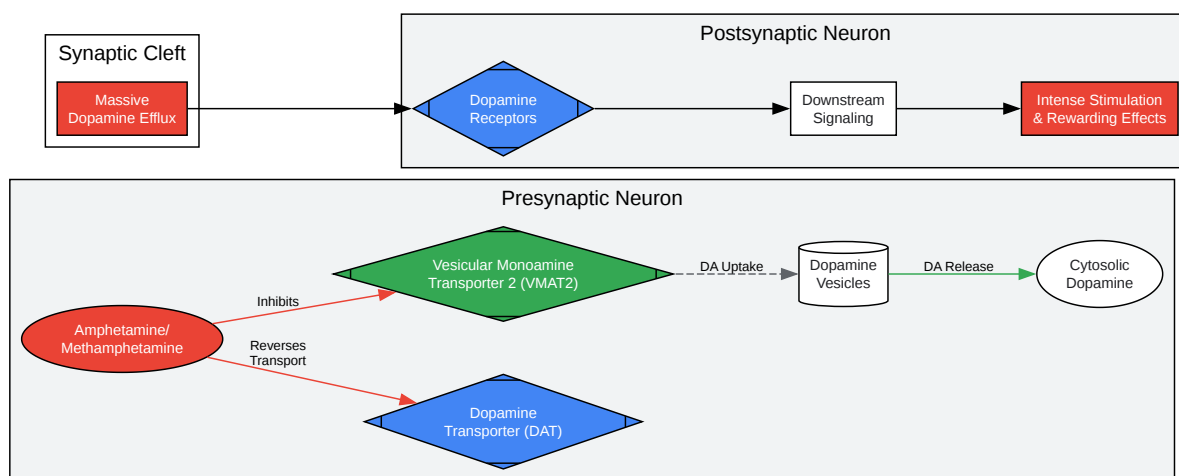 Synaptic Cleft
Massive
Dopamine Efflux
Postsynaptic Neuron
Dopamine
Receptors
Downstream
Signaling
Intense Stimulation
& Rewarding Effects
Presynaptic Neuron
Amphetamine/
Methamphetamine
Inhibits
Reverses
Transport
Vesicular Monoamine
Transporter 2 (VMAT2)
Dopamine
Transporter (DAT)
DA Uptake
Dopamine
Vesicles
DA Release
Cytosolic
Dopamine